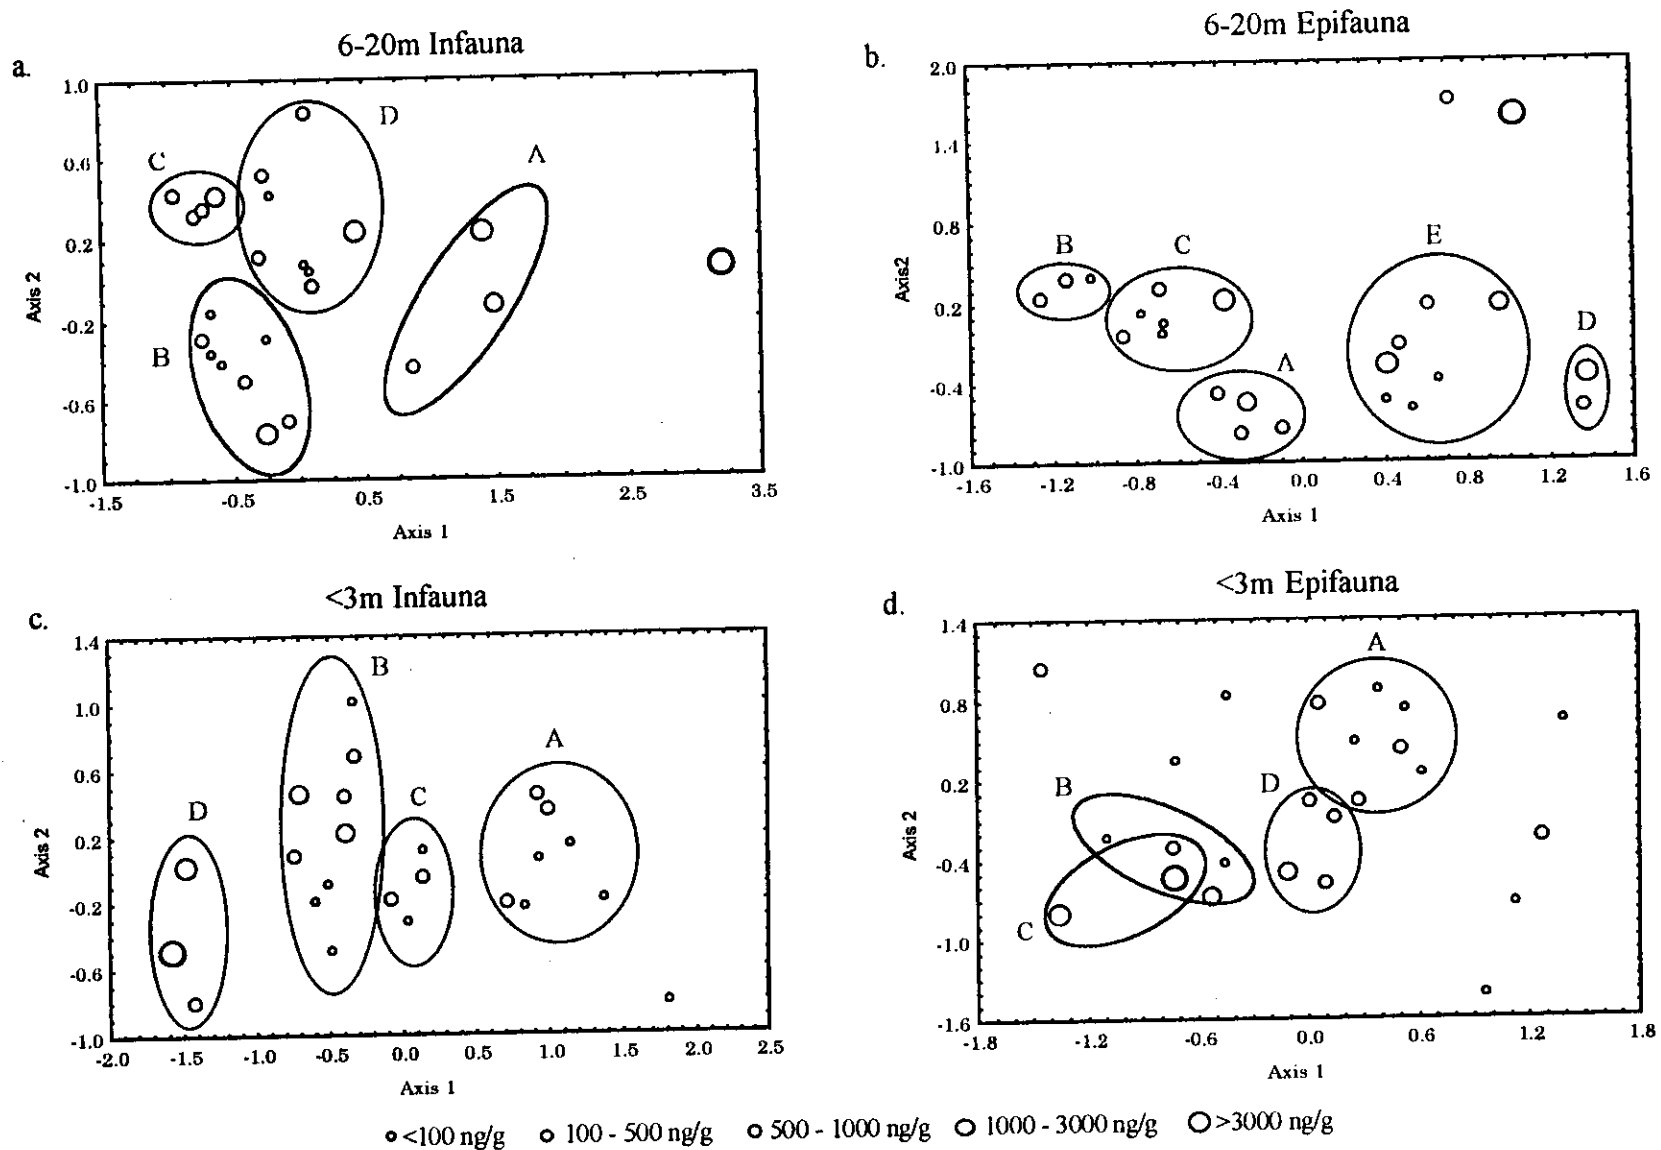 a.
6-20m Infauna
1.0
0.6
0.2
-0.2
-0.6
-1.0
Axis 2
C
D
A
B
-1.5 -0.5 0.5 1.5 2.5 3.5
Axis 1
b.
6-20m Epifauna
2.0
1.4
0.8
0.2
-0.4
-1.0
Axis2
B
C
E
D
A
-1.6 -1.2 -0.8 -0.4 0.0 0.4 0.8 1.2 1.6
Axis 1
c.
<3m Infauna
1.4
1.0
0.6
0.2
-0.2
-0.6
-1.0
Axis 2
B
A
D
C
-2.0 -1.5 -1.0 -0.5 0.0 0.5 1.0 1.5 2.0 2.5
Axis 1
d.
<3m Epifauna
1.4
0.8
0.2
-0.4
-1.0
-1.6
Axis 2
A
B
D
C
-1.8 -1.2 -0.6 0.0 0.6 1.2 1.8
Axis 1
<100 ng/g 100 - 500 ng/g 500 - 1000 ng/g 1000 - 3000 ng/g >3000 ng/g